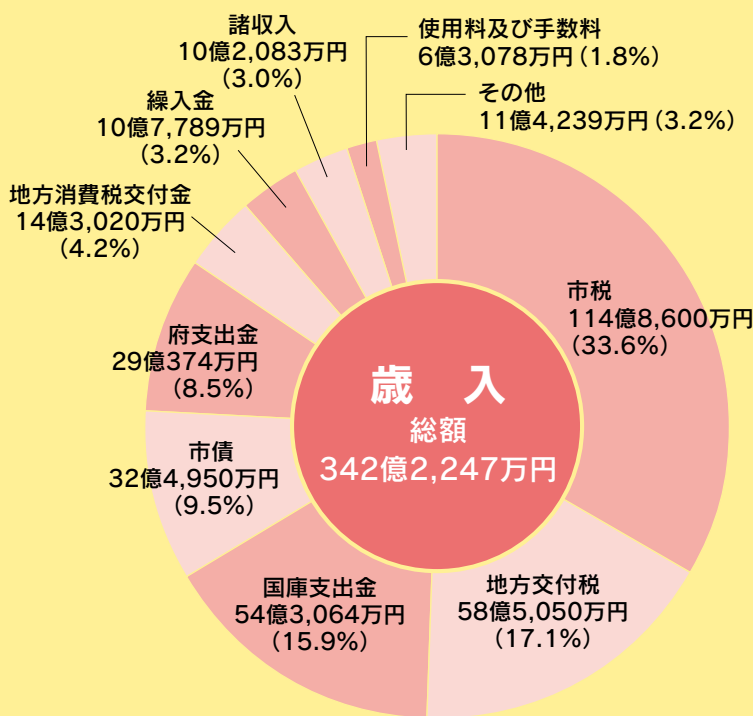 歳入
総額
342億2,247万円
市税
114億8,600万円
(33.6%)
地方交付税
58億5,050万円
(17.1%)
国庫支出金
54億3,064万円
(15.9%)
市債
32億4,950万円
(9.5%)
府支出金
29億374万円
(8.5%)
地方消費税交付金
14億3,020万円
(4.2%)
繰入金
10億7,789万円
(3.2%)
諸収入
10億2,083万円
(3.0%)
使用料及び手数料
6億3,078万円(1.8%)
その他
11億4,239万円(3.2%)